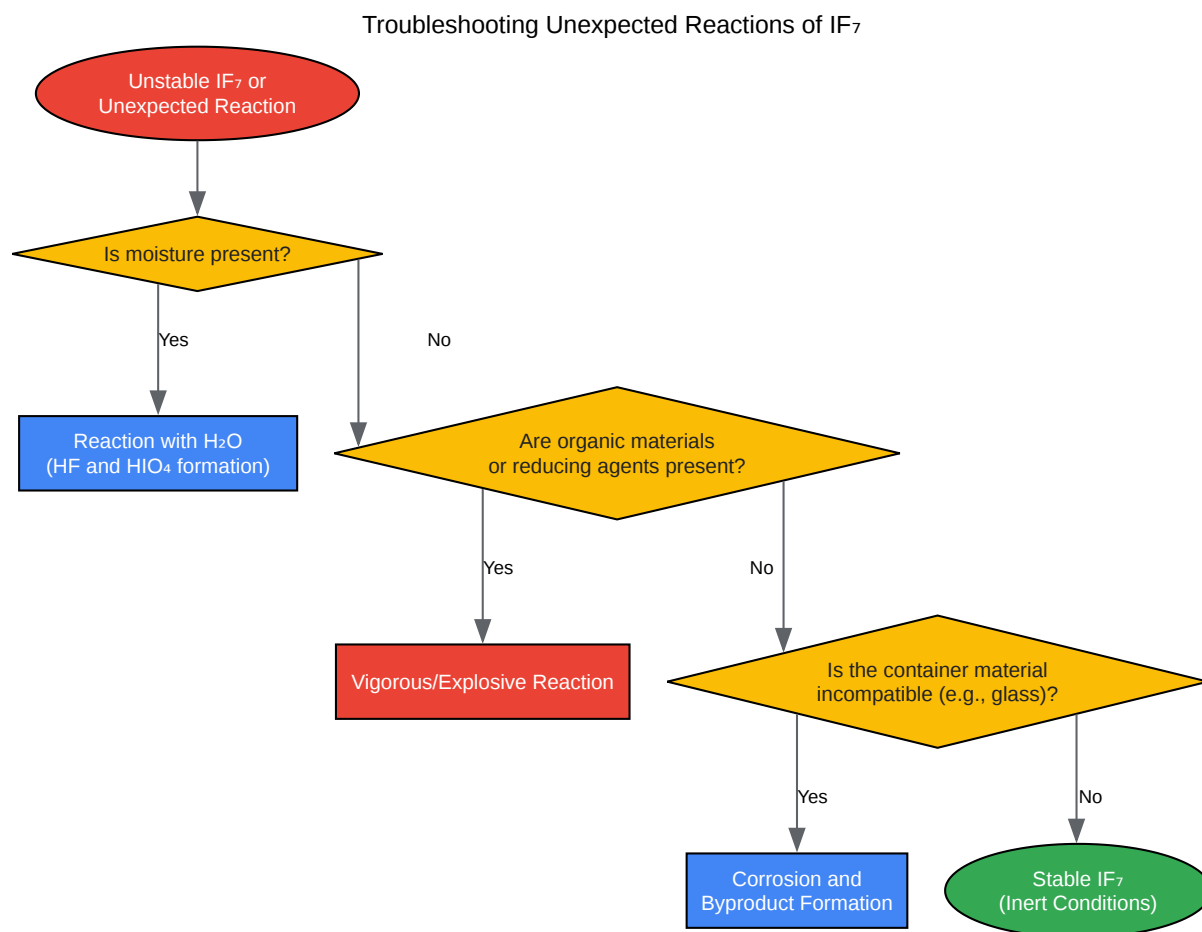 Troubleshooting Unexpected Reactions of IF₇
Unstable IF₇ or
Unexpected Reaction
Is moisture present?
Yes
No
Reaction with H₂O
(HF and HIO₄ formation)
Are organic materials
or reducing agents present?
Yes
No
Vigorous/Explosive Reaction
Is the container material
incompatible (e.g., glass)?
Yes
No
Corrosion and
Byproduct Formation
Stable IF₇
(Inert Conditions)